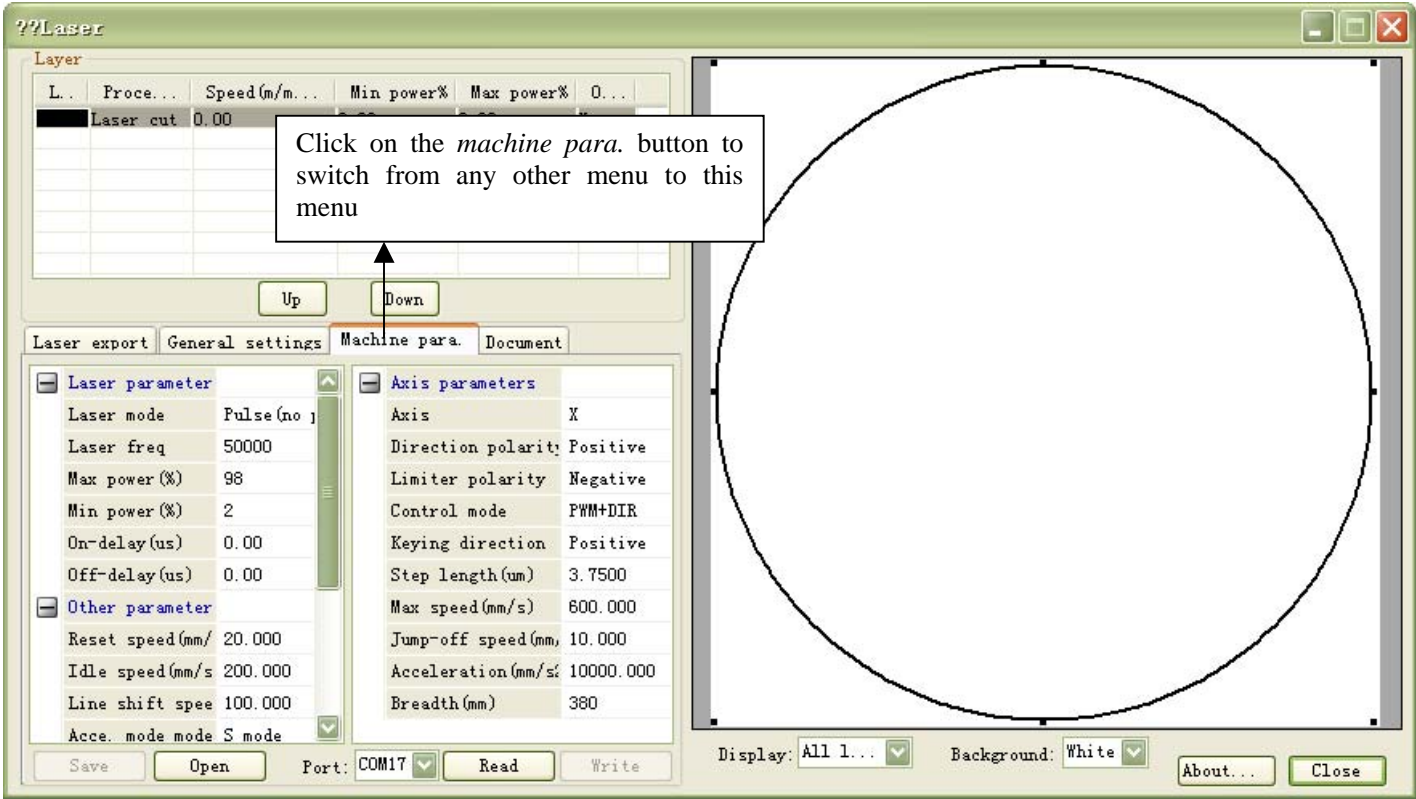 ??Laser
Layer
L.. Proce... Speed(m/m... Min power% Max power% O...
Laser cut 0.00
Click on the machine para. button to
switch from any other menu to this
menu
Up Down
Laser export General settings Machine para. Document
Laser parameter Axis parameters
Laser mode Pulse(no Axis X
Laser freq 50000 Direction polarity Positive
Max power(%) 98 Limiter polarity Negative
Min power(%) 2 Control mode PWM+DIR
On-delay(us) 0.00 Keying direction Positive
Off-delay(us) 0.00 Step length(um) 3.7500
Other parameter Max speed(mm/s) 600.000
Reset speed(mm/ 20.000 Jump-off speed(mm, 10.000
Idle speed(mm/s 200.000 Acceleration(mm/s 10000.000
Line shift spee 100.000 Breadth(mm) 380
Acce. mode mode S mode
Save Open Port: COM17 Read Write
Display: All l... Background: White
About... Close